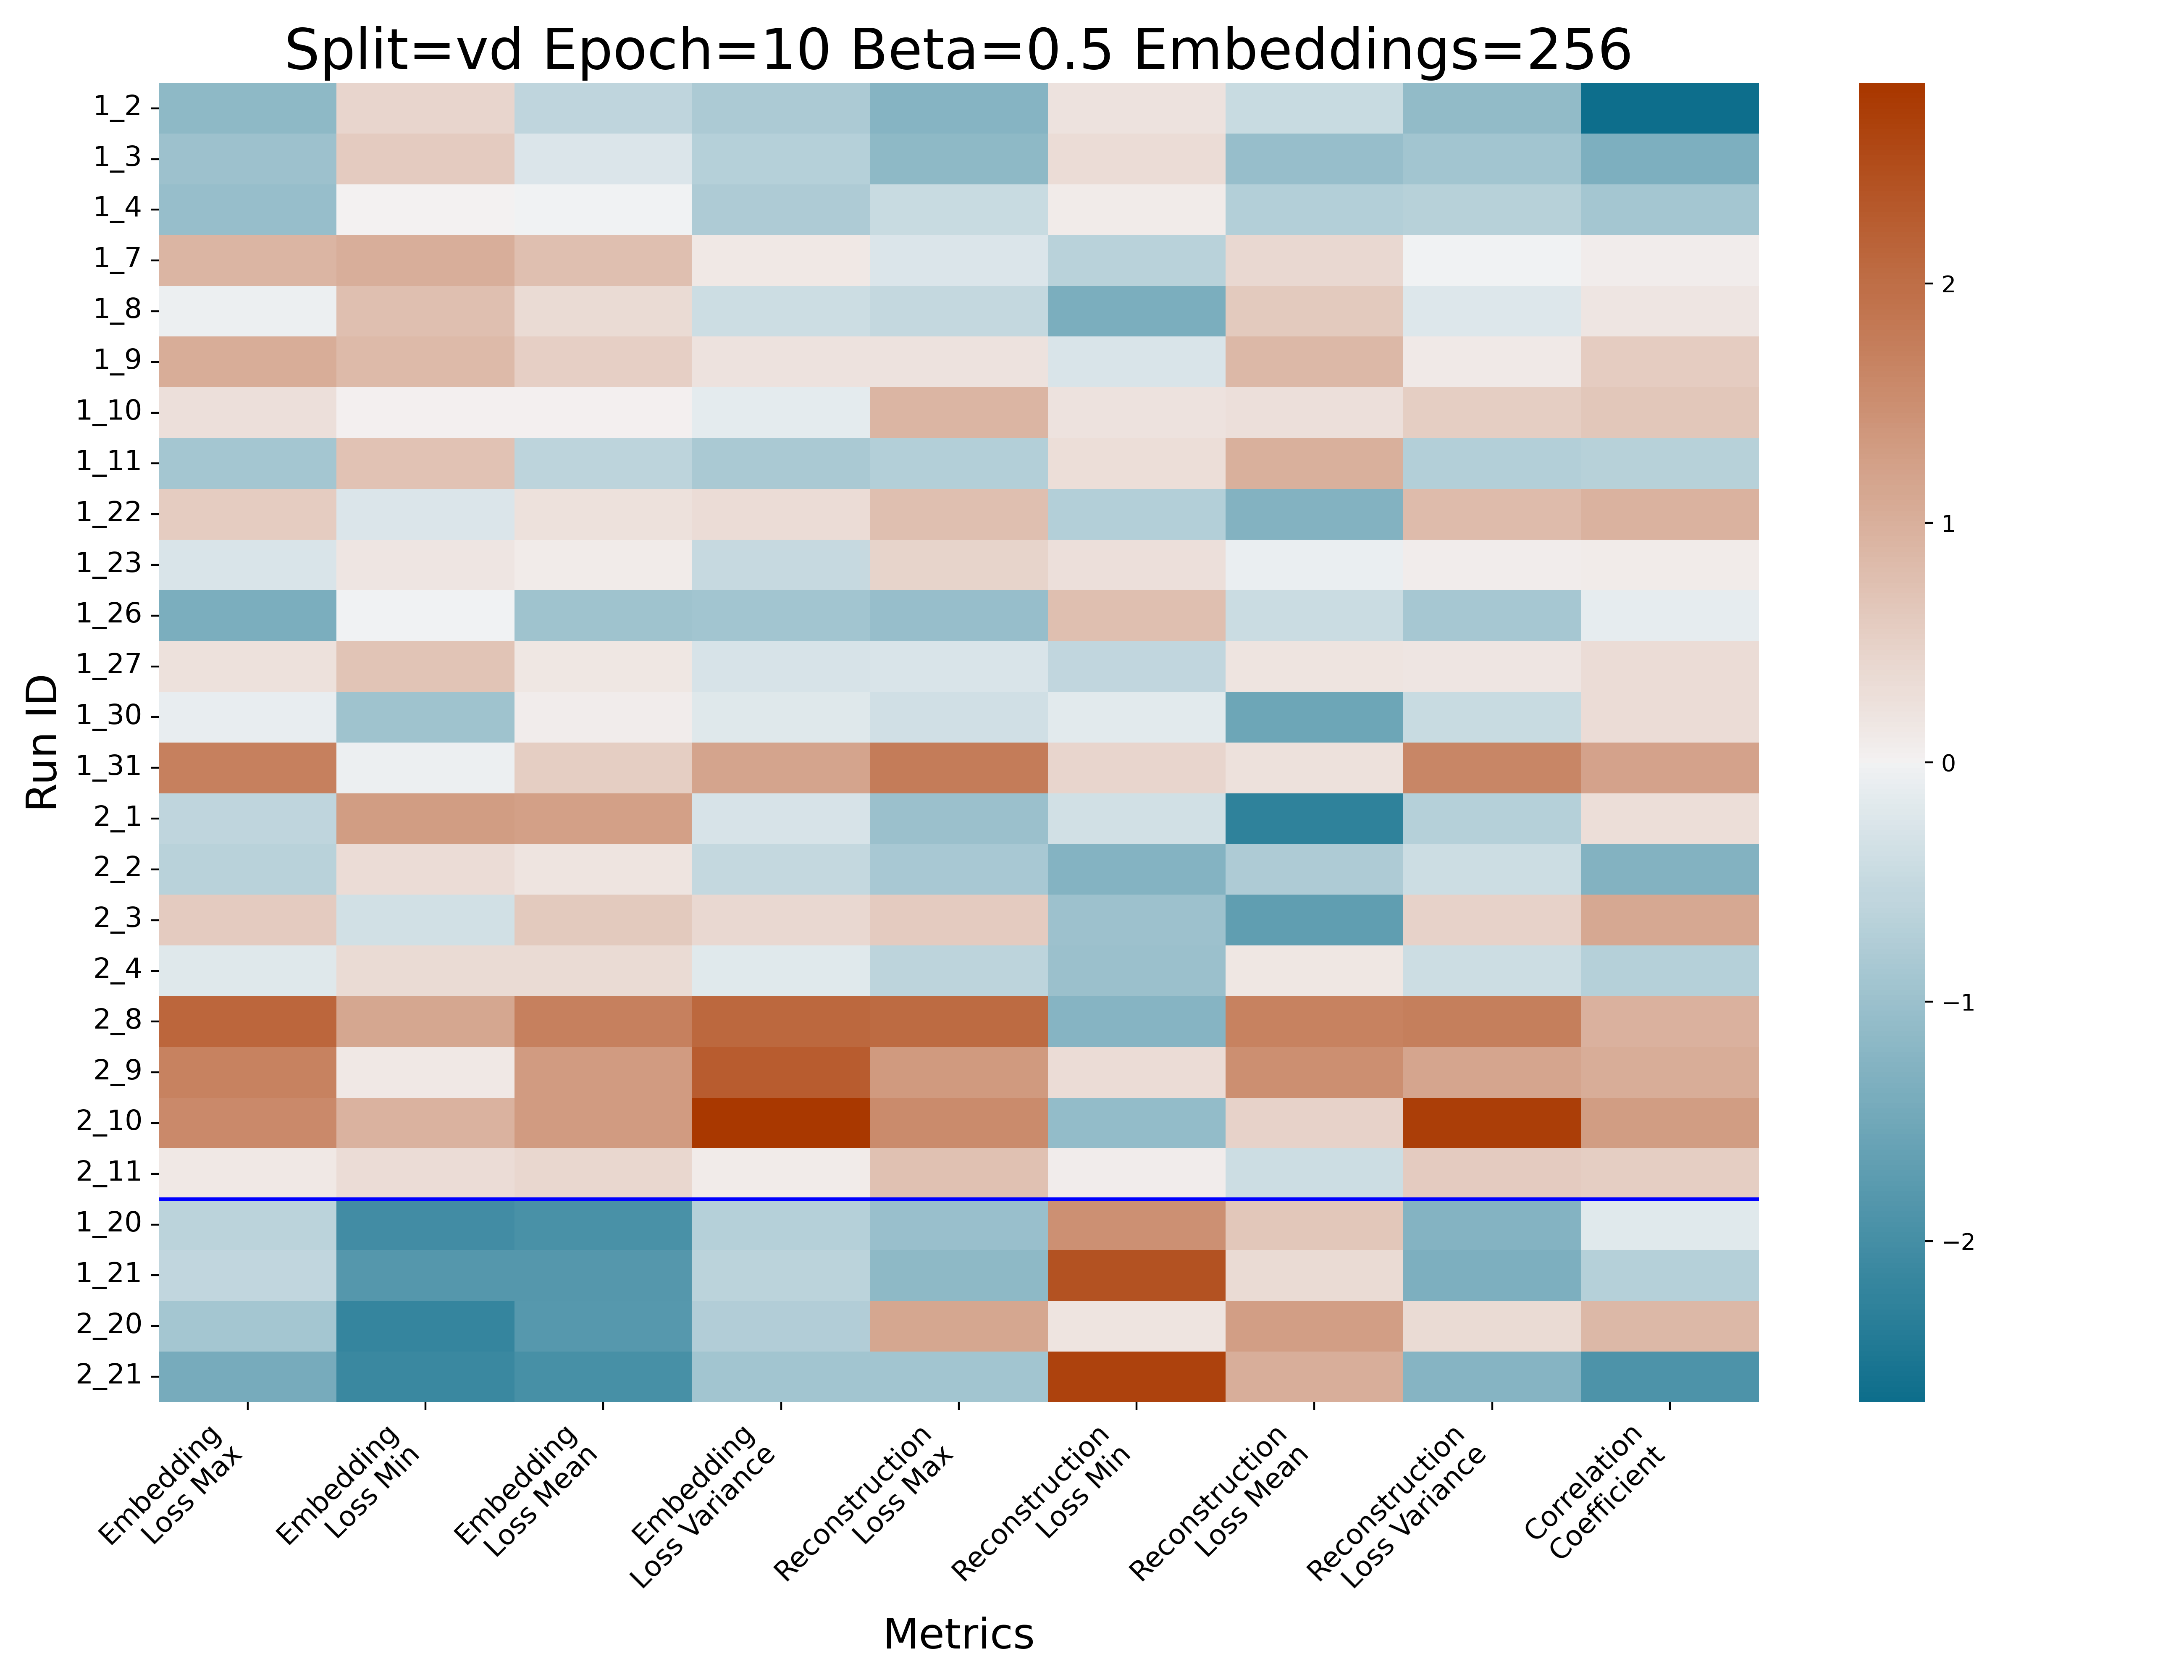 Split=vd Epoch=10 Beta=0.5 Embeddings=256
Run ID
1_2
1_3
1_4
1_7
1_8
1_9
1_10
1_11
1_22
1_23
1_26
1_27
1_30
1_31
2_1
2_2
2_3
2_4
2_8
2_9
2_10
2_11
1_20
1_21
2_20
2_21
Embedding
Loss Max
Embedding
Loss Min
Embedding
Loss Mean
Embedding
Loss Variance
Reconstruction
Loss Max
Reconstruction
Loss Min
Reconstruction
Loss Mean
Reconstruction
Loss Variance
Correlation
Coefficient
Metrics
2
1
0
−1
−2